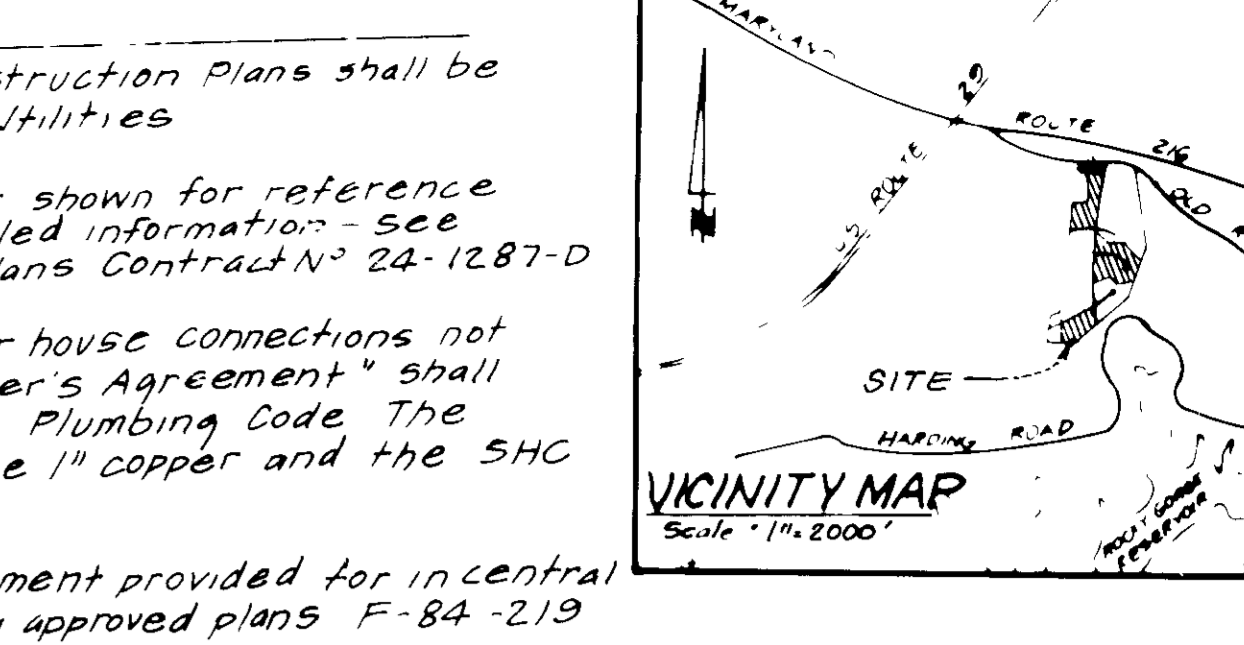 struction Plans shall be
Utilities
shown for reference
led information - see
lans Contract Nº 24-1287-D
r house connections not
er's Agreement" shall
Plumbing Code The
e 1" copper and the SHC
ment provided for in central
approved plans F-84-219
MARYLAND
29
ROUTE
216
US ROUTE
OLD
SITE
HARDING ROAD
VICINITY MAP
Scale : 1"= 2000'
ROCKY GORGE
RESERVOIR